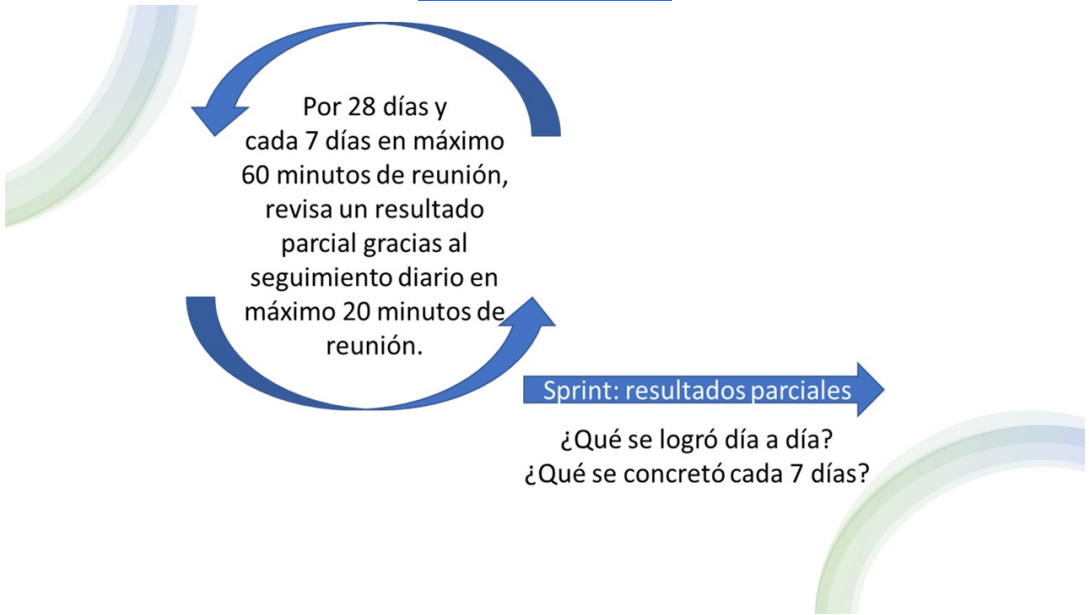 Por 28 días y
cada 7 días en máximo
60 minutos de reunión,
revisa un resultado
parcial gracias al
seguimiento diario en
máximo 20 minutos de
reunión.
Sprint: resultados parciales
¿Qué se logró día a día?
¿Qué se concretó cada 7 días?